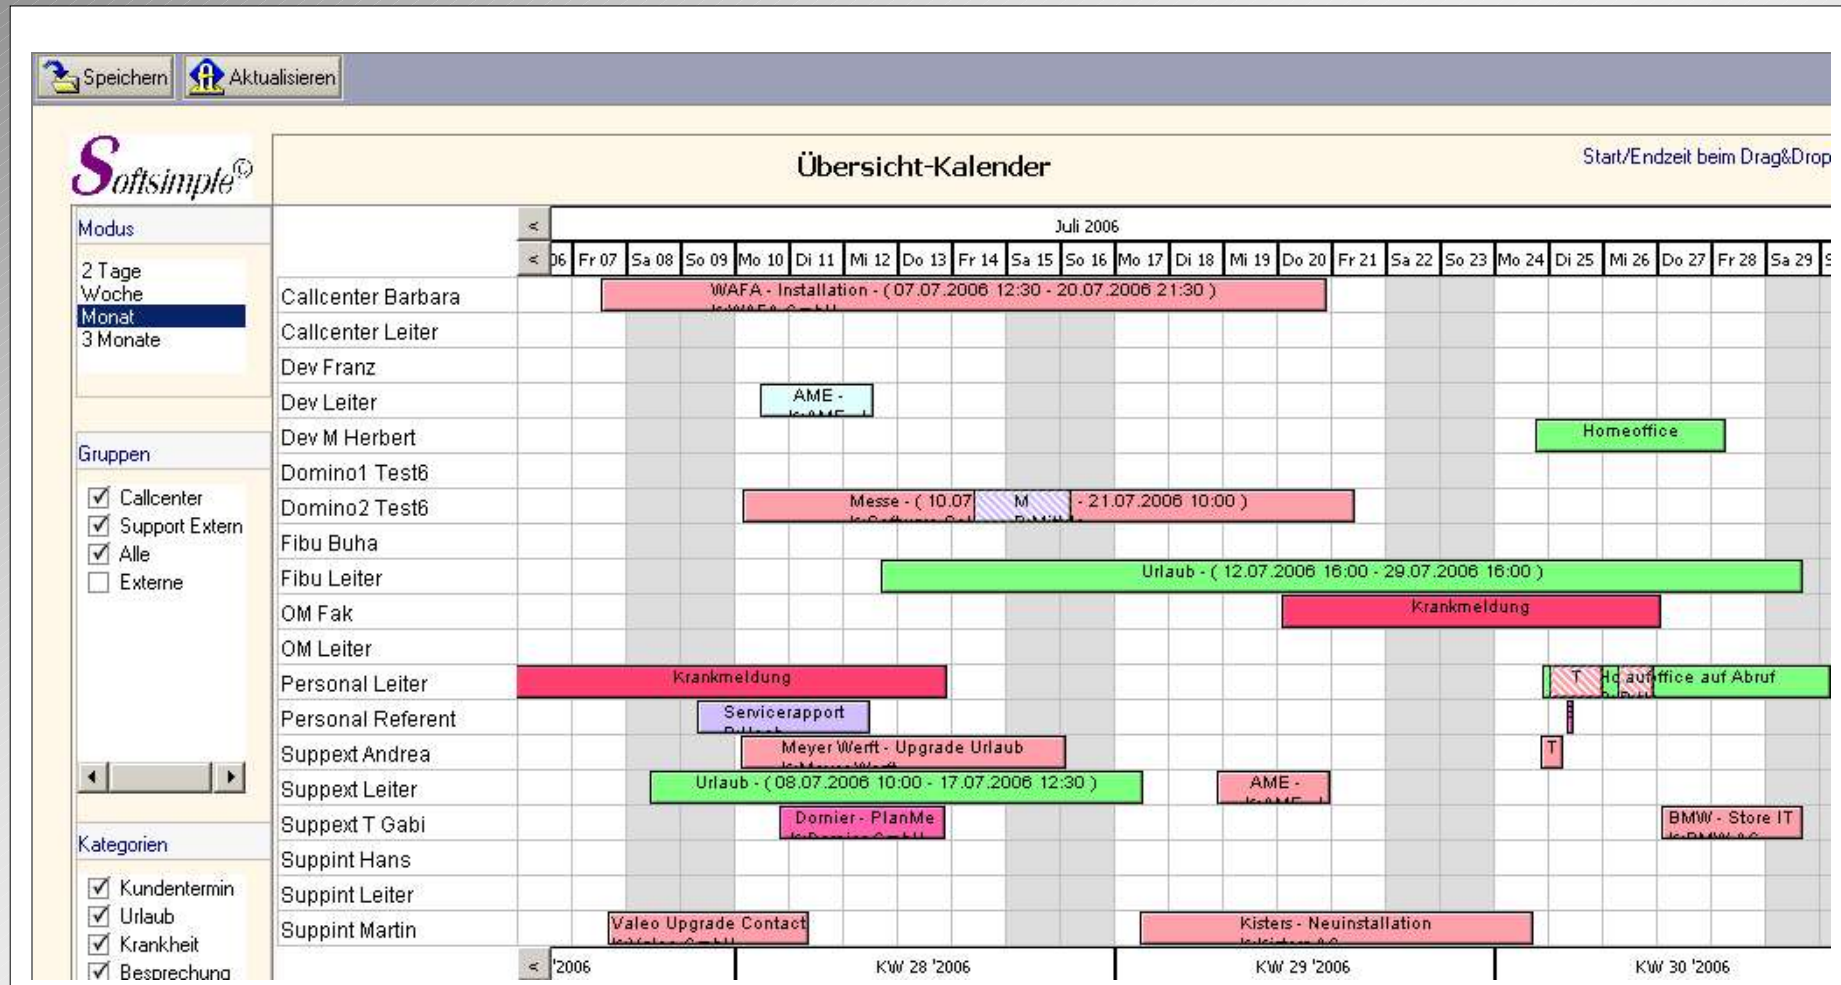 Speichern
Aktualisieren
Softsimple©
Übersicht-Kalender
Start/Endzeit beim Drag&Drop
Modus
2 Tage
Woche
Monat
3 Monate
Gruppen
Callcenter
Support Extern
Alle
Externe
Kategorien
Kundentermin
Urlaub
Krankheit
Besprechung
< Juli 2006
< 06 Fr 07 Sa 08 So 09 Mo 10 Di 11 Mi 12 Do 13 Fr 14 Sa 15 So 16 Mo 17 Di 18 Mi 19 Do 20 Fr 21 Sa 22 So 23 Mo 24 Di 25 Mi 26 Do 27 Fr 28 Sa 29 S
Callcenter Barbara WAFA - Installation - ( 07.07.2006 12:30 - 20.07.2006 21:30 )
Callcenter Leiter
Dev Franz
Dev Leiter AME -
Dev M Herbert Homeoffice
Domino1 Test6
Domino2 Test6 Messe - ( 10.07 M - 21.07.2006 10:00 )
Fibu Buha
Fibu Leiter Urlaub - ( 12.07.2006 16:00 - 29.07.2006 16:00 )
OM Fak Krankmeldung
OM Leiter
Personal Leiter Krankmeldung T Ho auf ffice auf Abruf
Personal Referent Servicerapport
Suppext Andrea Meyer Werft - Upgrade Urlaub T
Suppext Leiter Urlaub - ( 08.07.2006 10:00 - 17.07.2006 12:30 ) AME -
Suppext T Gabi Dornier - PlanMe BMW - Store IT
Suppint Hans
Suppint Leiter
Suppint Martin Valeo Upgrade Contact Kisters - Neuinstallation
< '2006 KW 28 '2006 KW 29 '2006 KW 30 '2006